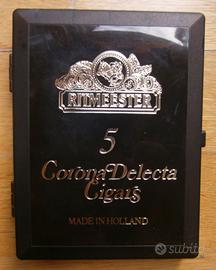 RITMEESTER
5
Corona Delecta
Cigars
MADE IN HOLLAND
subito